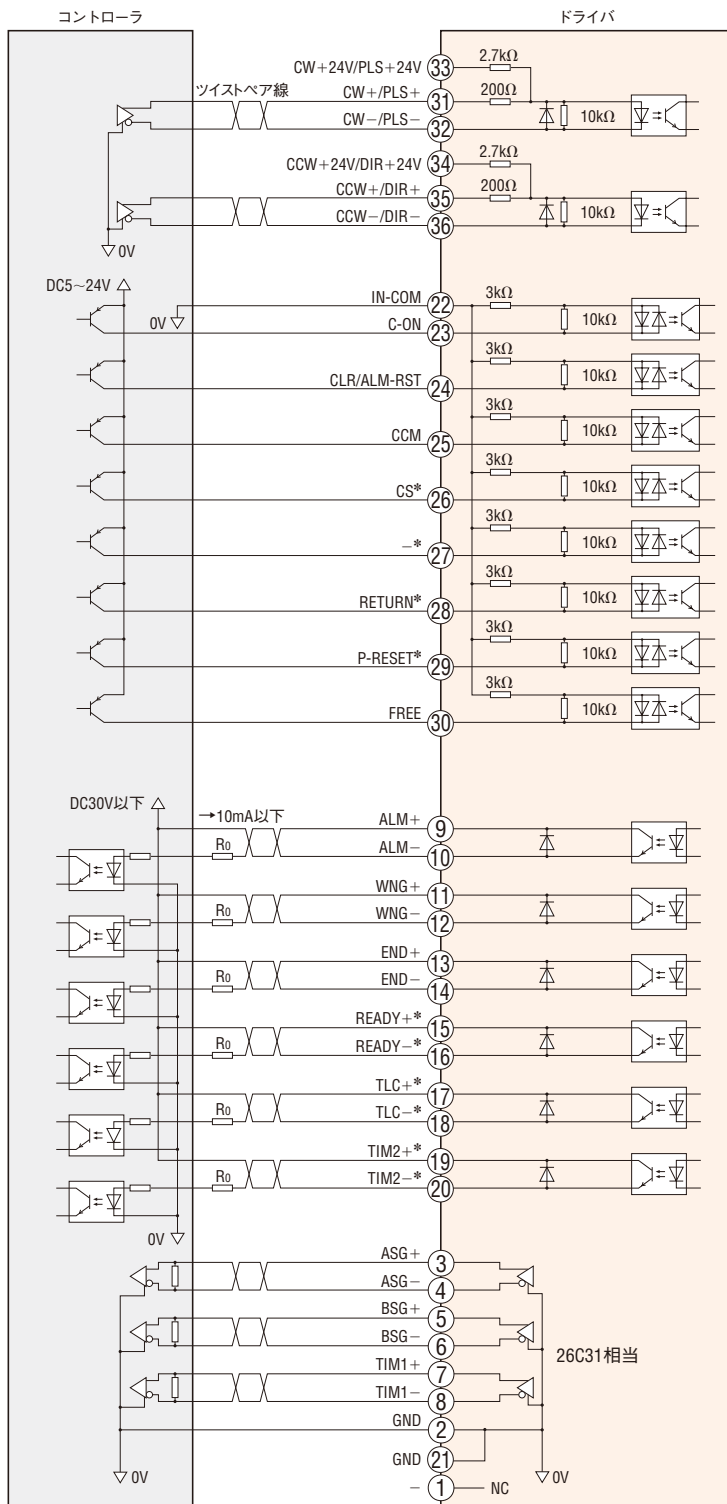 コントローラ
ドライバ
CW+24V/PLS+24V 33 2.7kΩ
ツイストペア線 CW+/PLS+ 31 200Ω
CW−/PLS− 32 10kΩ
CCW+24V/DIR+24V 34 2.7kΩ
CCW+/DIR+ 35 200Ω
CCW−/DIR− 36 10kΩ
0V
DC5~24V
IN-COM 22 3kΩ
0V C-ON 23 10kΩ
3kΩ
CLR/ALM-RST 24 10kΩ
3kΩ
CCM 25 10kΩ
3kΩ
CS* 26 10kΩ
3kΩ
−* 27 10kΩ
3kΩ
RETURN* 28 10kΩ
3kΩ
P-RESET* 29 10kΩ
3kΩ
FREE 30 10kΩ
DC30V以下
→10mA以下
ALM+ 9
R0 ALM− 10
WNG+ 11
R0 WNG− 12
END+ 13
R0 END− 14
READY+* 15
R0 READY−* 16
TLC+* 17
R0 TLC−* 18
TIM2+* 19
R0 TIM2−* 20
0V
ASG+ 3
ASG− 4
BSG+ 5
BSG− 6
26C31相当
TIM1+ 7
TIM1− 8
GND 2
GND 21
0V 0V
− 1 NC